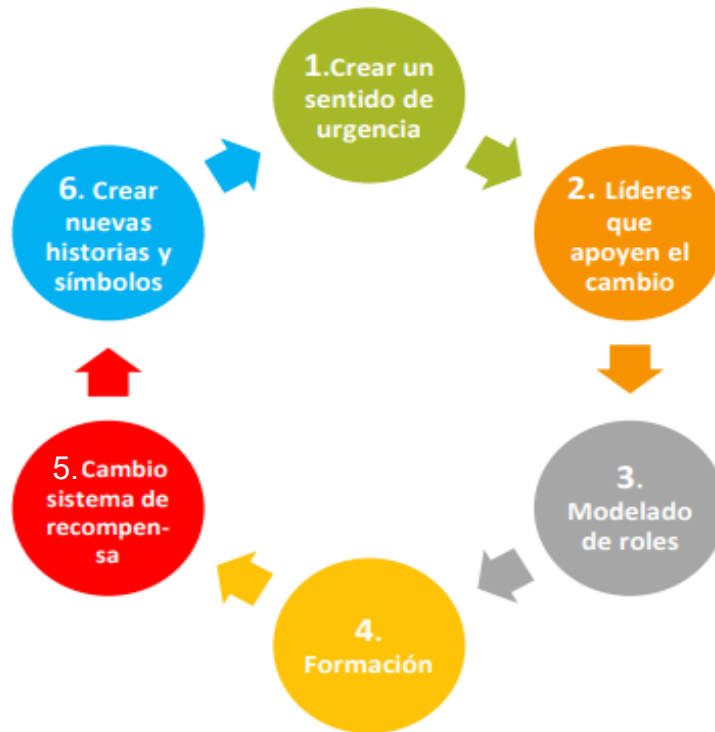 1.Crear un
sentido de
urgencia
2. Líderes
que
apoyen el
cambio
3.
Modelado
de roles
4.
Formación
5. Cambio
sistema de
recompen-
sa
6. Crear
nuevas
historias y
símbolos